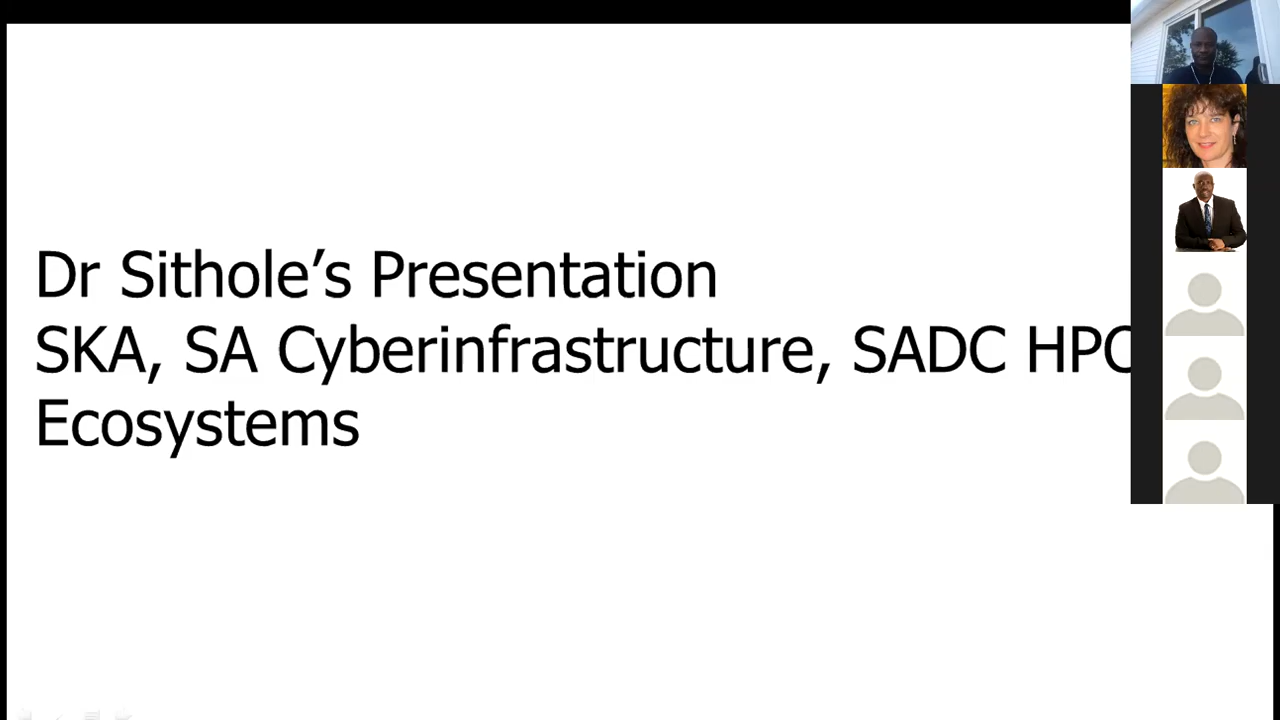 Dr Sithole’s Presentation
SKA, SA Cyberinfrastructure, SADC HPC
Ecosystems